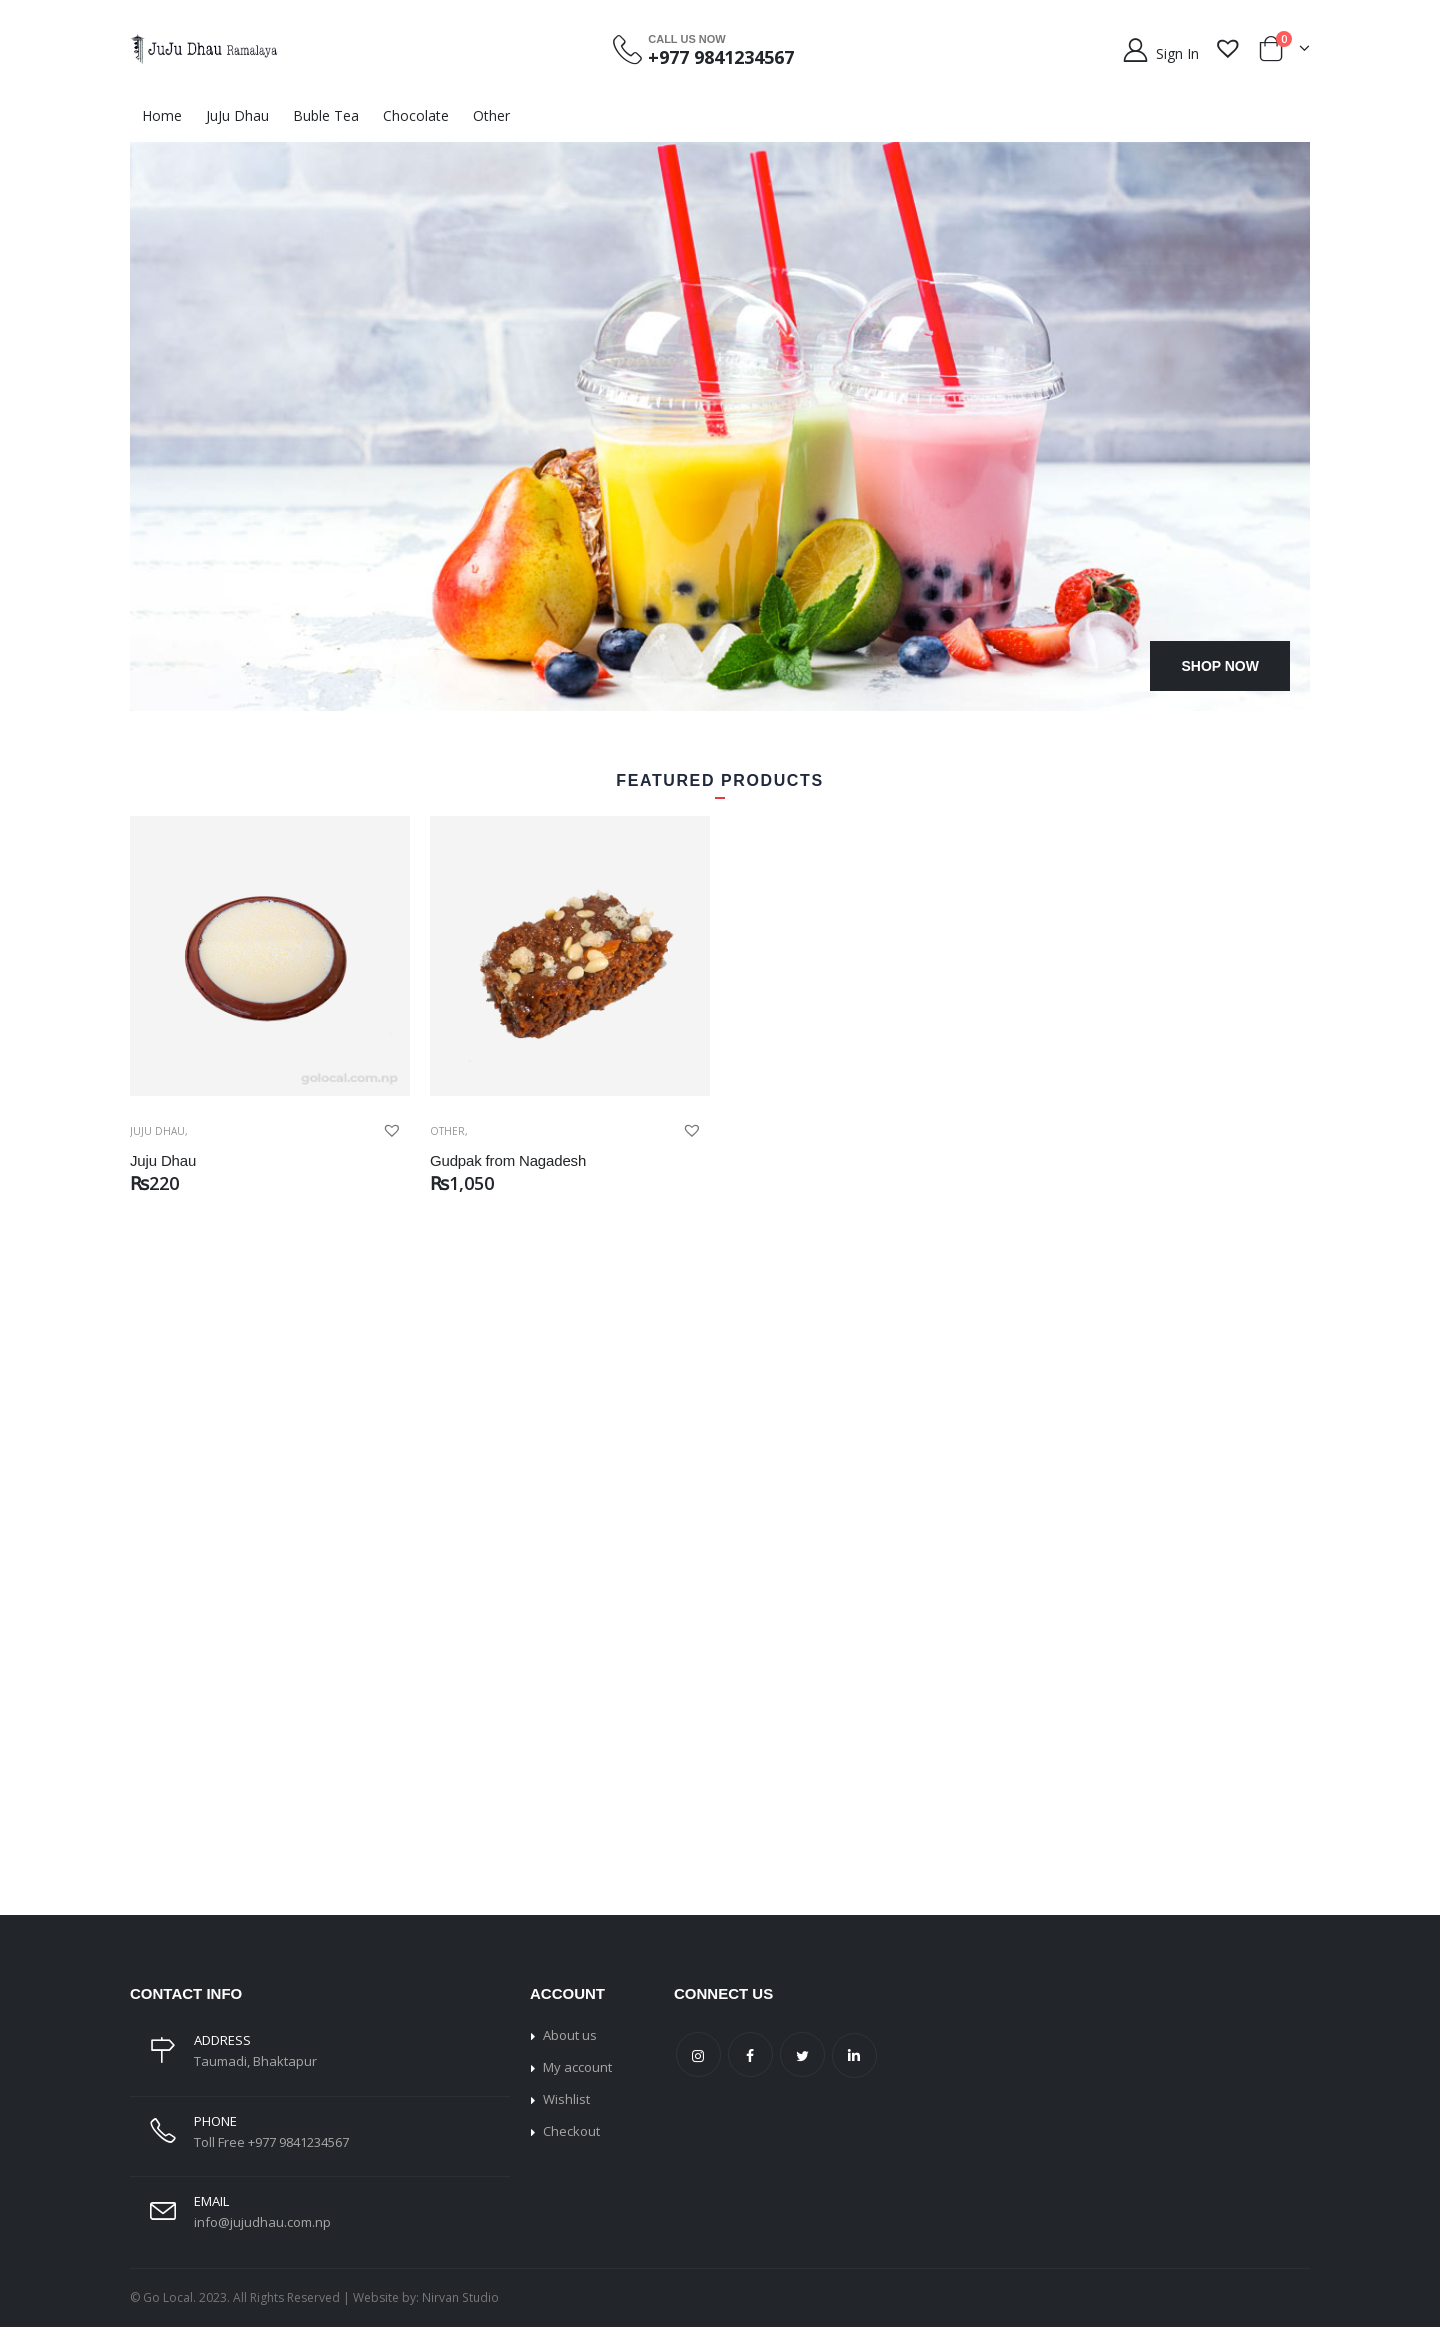 JuJu Dhau Ramalaya
CALL US NOW
+977 9841234567
Sign In
0
Home JuJu Dhau Buble Tea Chocolate Other
SHOP NOW
FEATURED PRODUCTS
golocal.com.np
JUJU DHAU,
Juju Dhau
₨220
OTHER,
Gudpak from Nagadesh
₨1,050
CONTACT INFO
ADDRESS
Taumadi, Bhaktapur
PHONE
Toll Free +977 9841234567
EMAIL
info@jujudhau.com.np
ACCOUNT
About us
My account
Wishlist
Checkout
CONNECT US
© Go Local. 2023. All Rights Reserved | Website by: Nirvan Studio